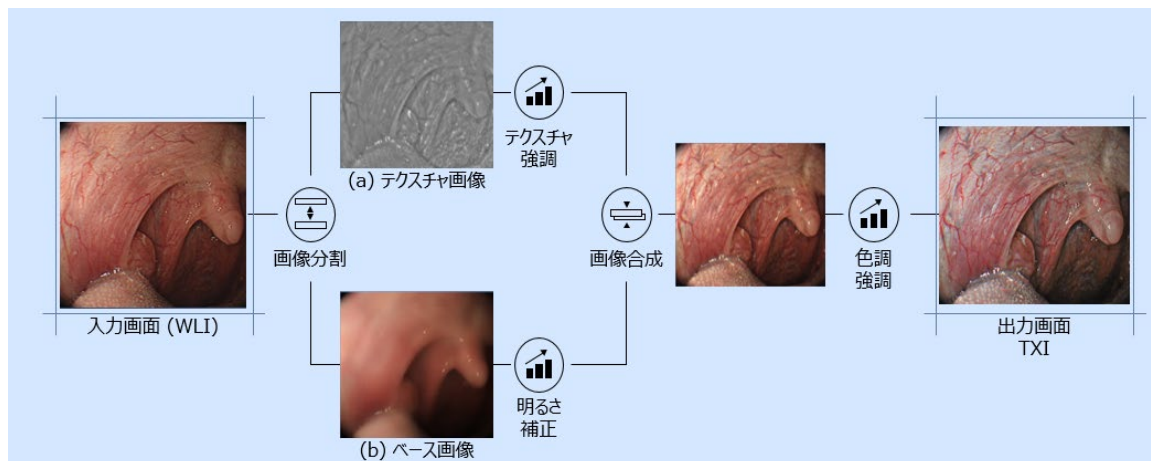 入力画面 (WLI)
画像分割
(a) テクスチャ画像
テクスチャ
強調
(b) ベース画像
明るさ
補正
画像合成
色調
強調
出力画面
TXI